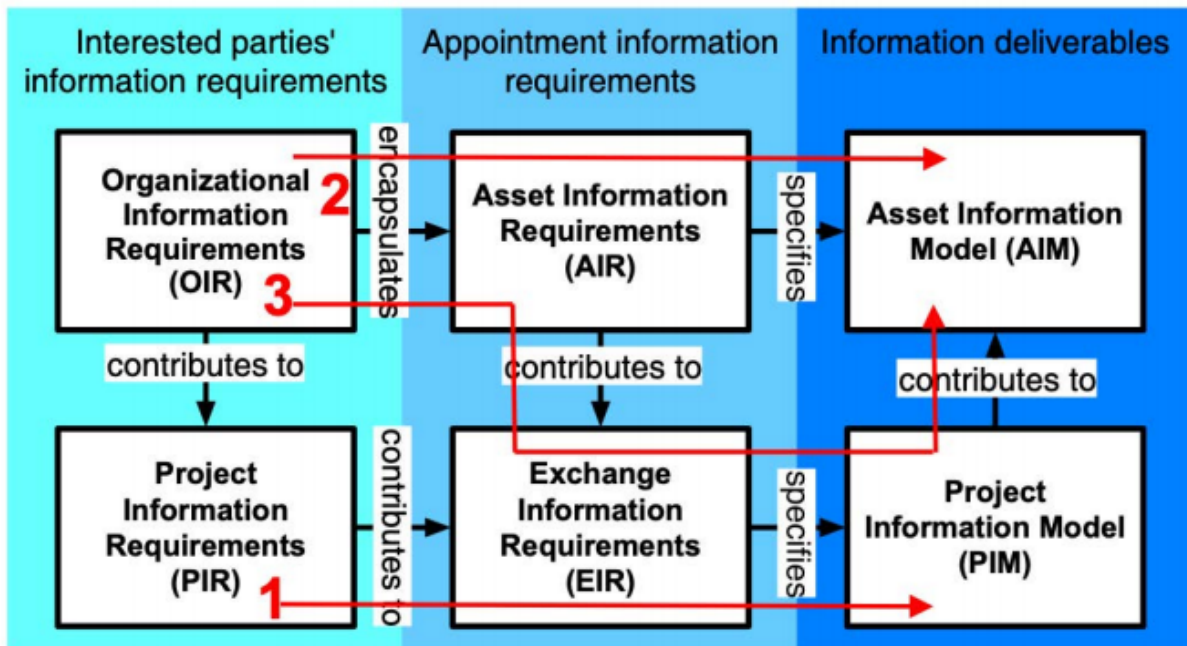 Interested parties'
information requirements
Appointment information
requirements
Information deliverables
Organizational
Information
Requirements
(OIR)
2
3
encapsulates
Asset Information
Requirements
(AIR)
specifies
Asset Information
Model (AIM)
contributes to
contributes to
contributes to
Project
Information
Requirements
(PIR)
1
contributes to
Exchange
Information
Requirements
(EIR)
specifies
Project
Information Model
(PIM)